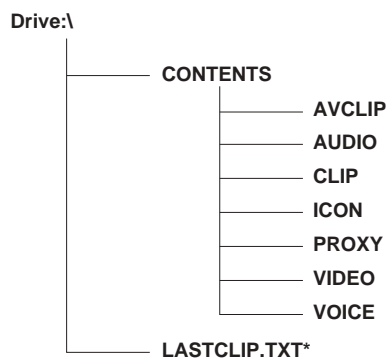 Drive:\
CONTENTS
AVCLIP
AUDIO
CLIP
ICON
PROXY
VIDEO
VOICE
LASTCLIP.TXT*